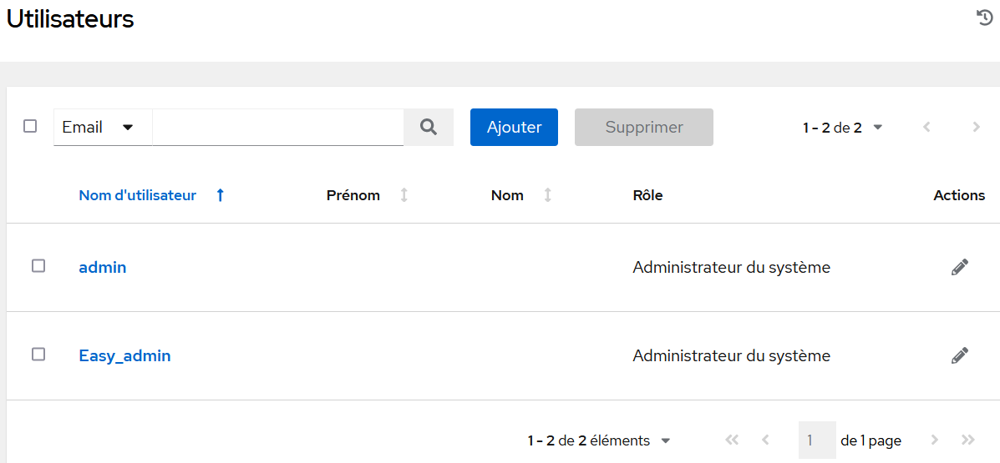 Utilisateurs
Email Ajouter Supprimer 1 - 2 de 2
Nom d'utilisateur Prénom Nom Rôle Actions
admin Administrateur du système
Easy_admin Administrateur du système
1 - 2 de 2 éléments 1 de 1 page